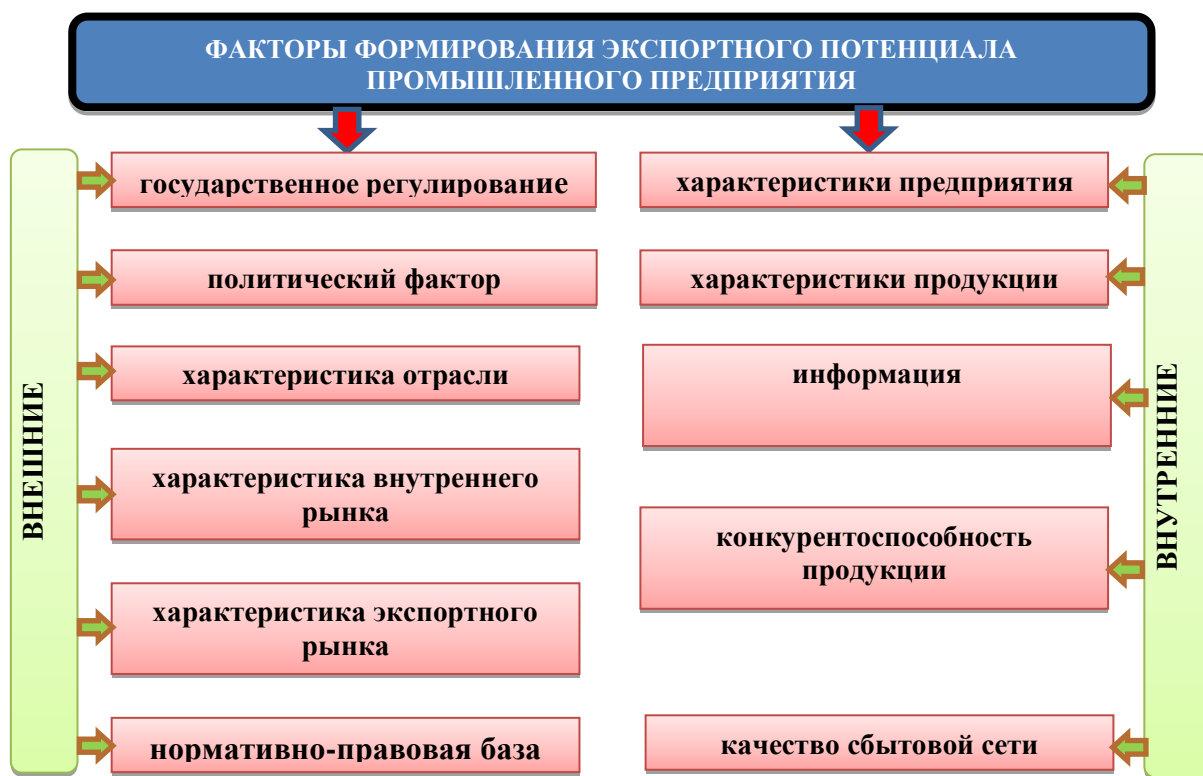 ФАКТОРЫ ФОРМИРОВАНИЯ ЭКСПОРТНОГО ПОТЕНЦИАЛА
ПРОМЫШЛЕННОГО ПРЕДПРИЯТИЯ
ВНЕШНИЕ
государственное регулирование
политический фактор
характеристика отрасли
характеристика внутреннего
рынка
характеристика экспортного
рынка
нормативно-правовая база
характеристики предприятия
характеристики продукции
информация
конкурентоспособность
продукции
качество сбытовой сети
ВНУТРЕННИЕ